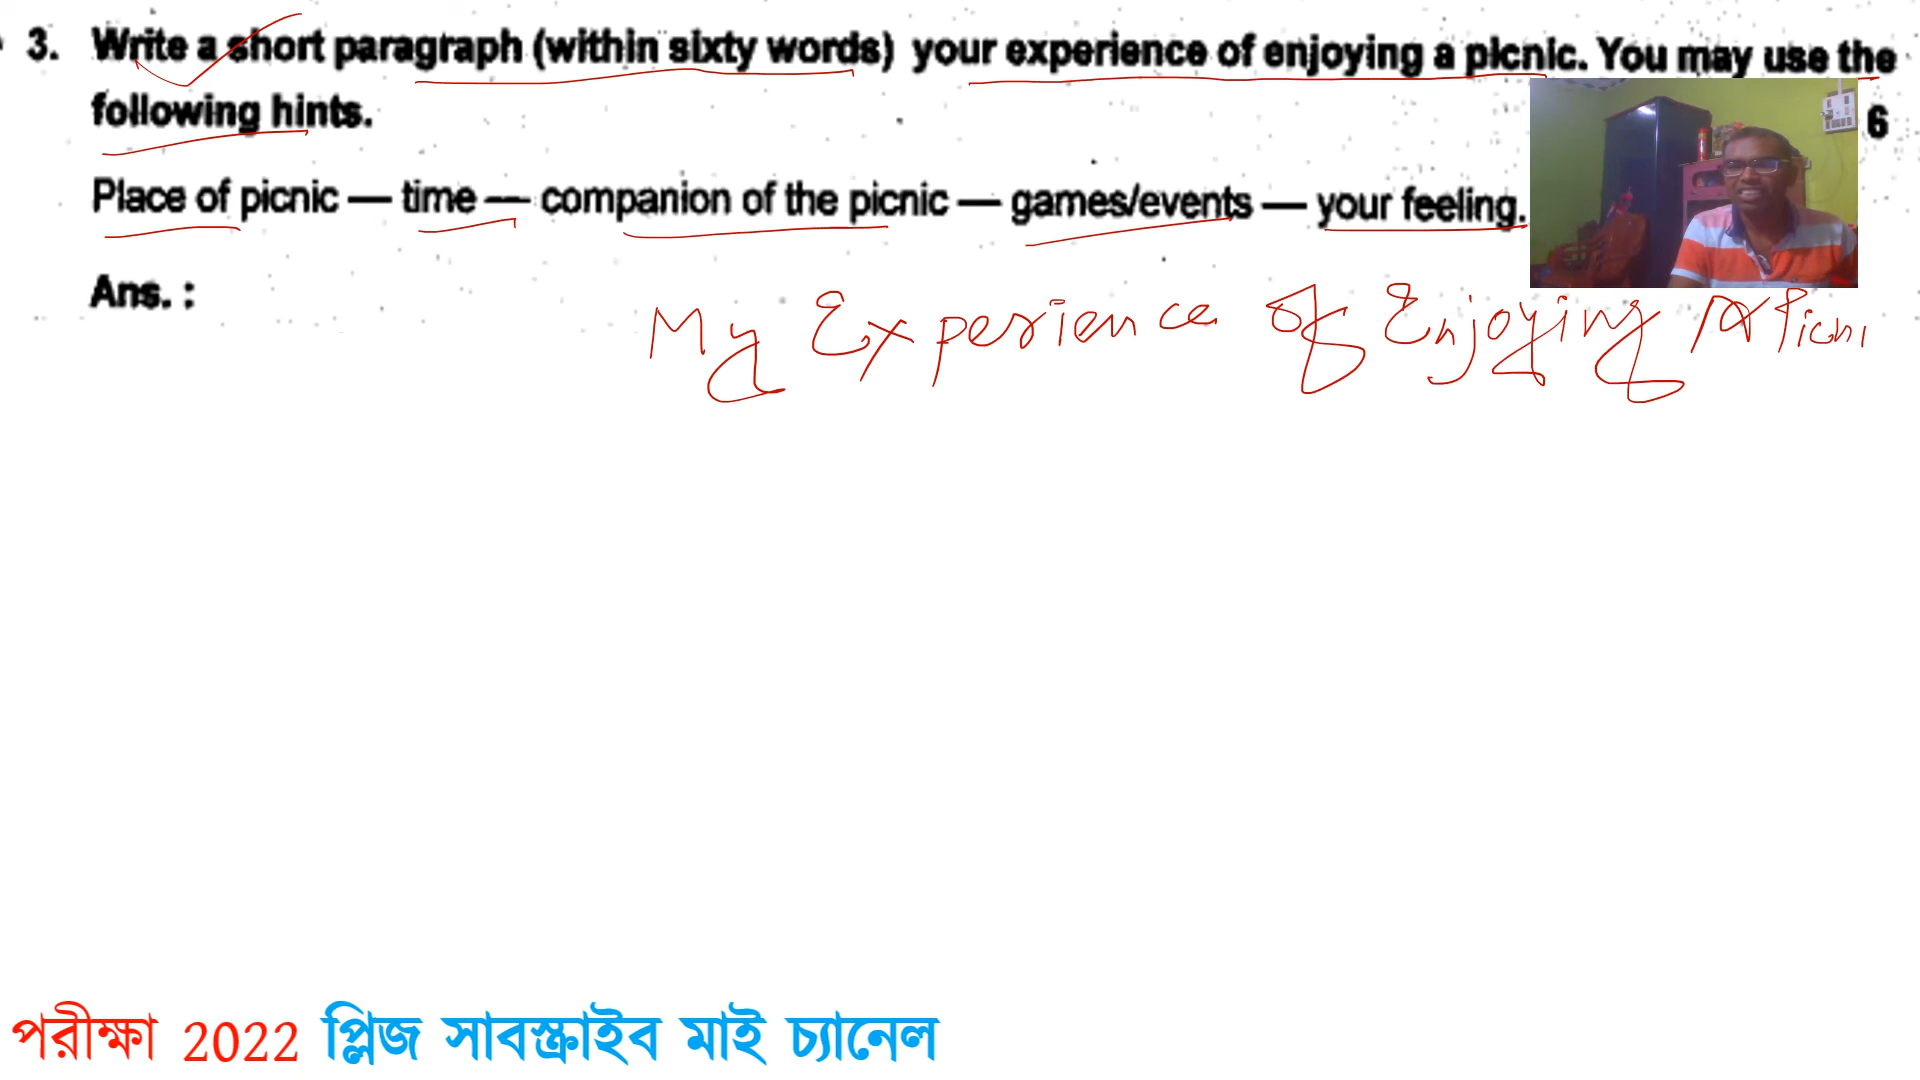 3. Write a short paragraph (within sixty words) your experience of enjoying a picnic. You may use the
following hints. 6
Place of picnic — time — companion of the picnic — games/events — your feeling.
Ans. :
My Experience Of Enjoying A Picni
পরীক্ষা 2022 প্লিজ সাবস্ক্রাইব মাই চ্যানেল